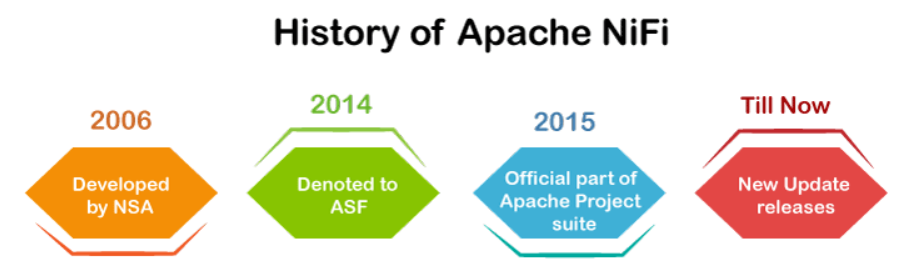 History of Apache NiFi
2006
Developed
by NSA
2014
Denoted to
ASF
2015
Official part of
Apache Project
suite
Till Now
New Update
releases